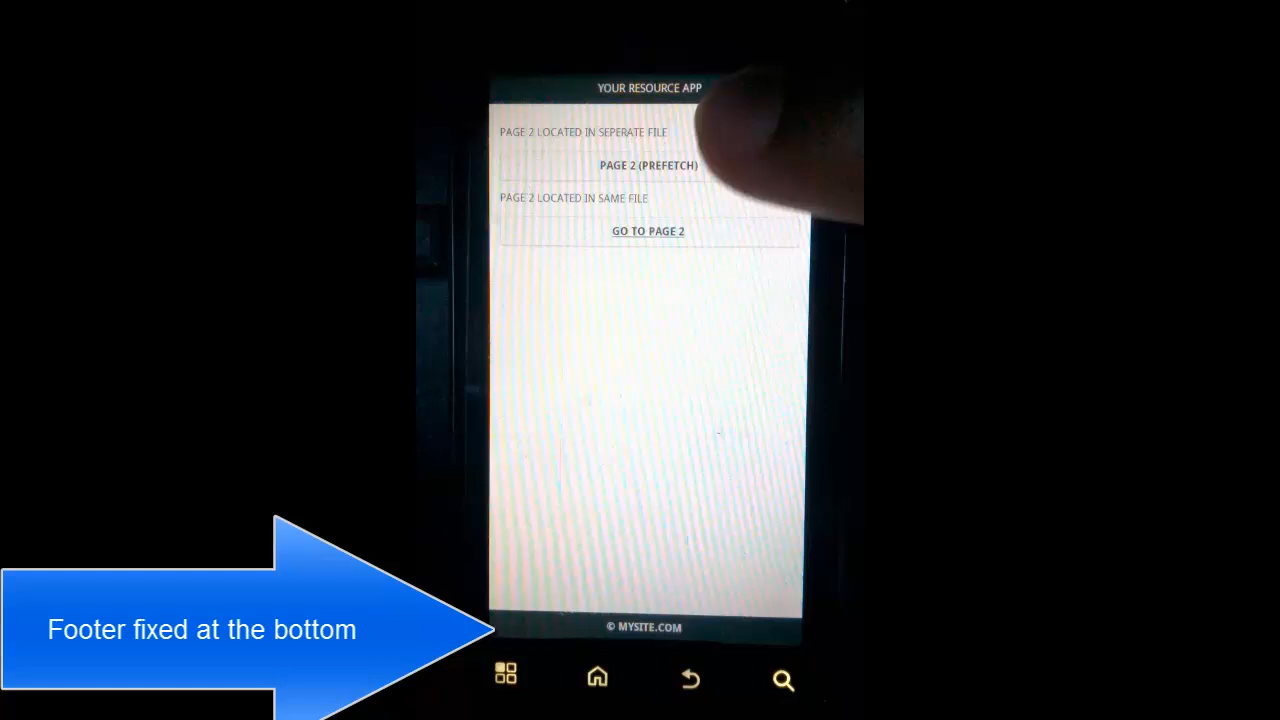 YOUR RESOURCE APP
PAGE 2 LOCATED IN SEPERATE FILE
PAGE 2 (PREFETCH)
PAGE 2 LOCATED IN SAME FILE
GO TO PAGE 2
Footer fixed at the bottom
© MYSITE.COM